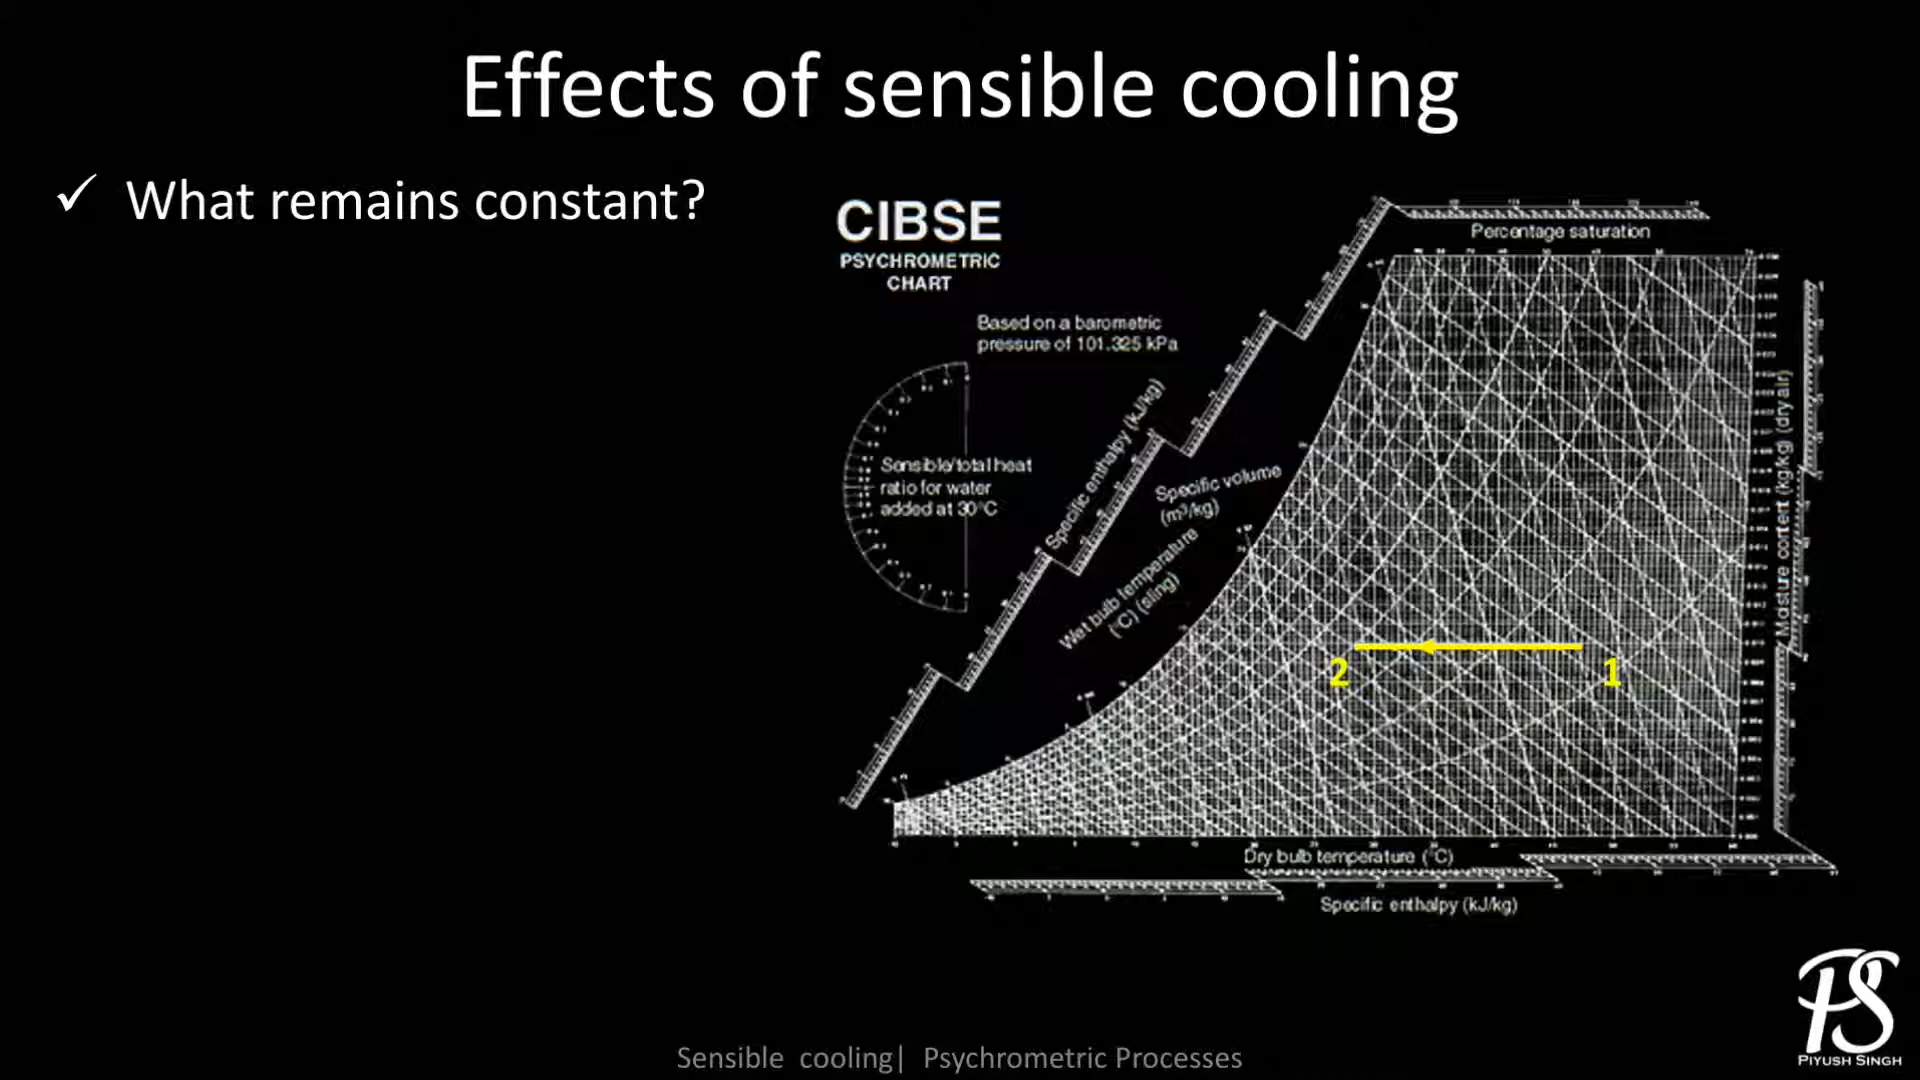 Effects of sensible cooling
✓ What remains constant?
CIBSE
PSYCHROMETRIC
CHART
Based on a barometric
pressure of 101.325 kPa
Sensible/total heat
ratio for water
added at 30°C
Specific enthalpy (kJ/kg)
Specific volume
(m³/kg)
Wet bulb temperature
(°C) (sling)
Percentage saturation
Moisture content (kg/kg) (dry air)
2
1
Dry bulb temperature (°C)
Specific enthalpy (kJ/kg)
PS
PIYUSH SINGH
Sensible cooling| Psychrometric Processes